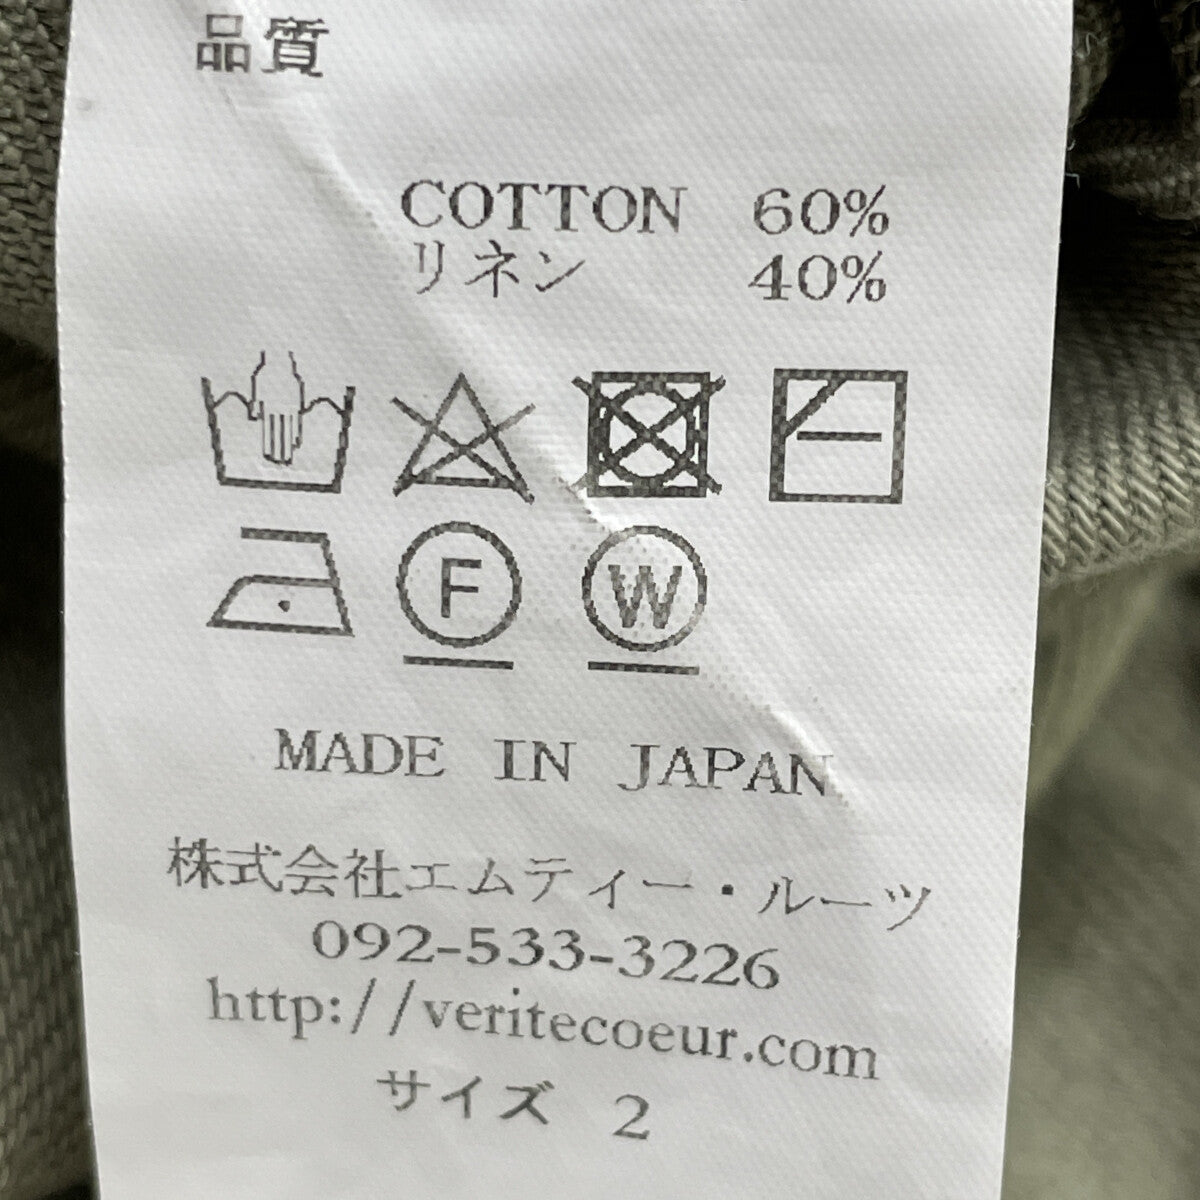 品質
COTTON 60%
リネン 40%
F W
MADE IN JAPAN
株式会社エムティー・ルーツ
092-533-3226
http://veritecoeur.com
サイズ 2